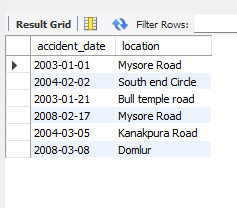 Result Grid Filter Rows:
accident_date location
2003-01-01 Mysore Road
2004-02-02 South end Circle
2003-01-21 Bull temple road
2008-02-17 Mysore Road
2004-03-05 Kanakpura Road
2008-03-08 Domlur